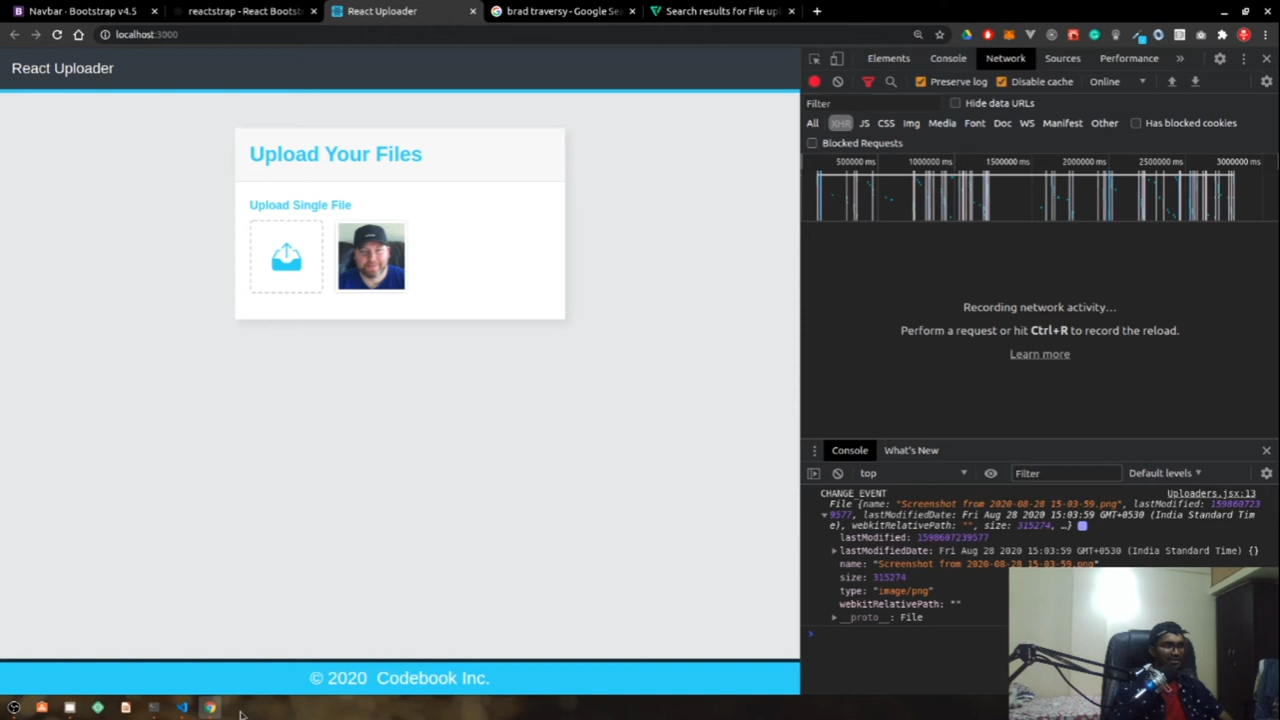 Navbar · Bootstrap v4.5
reactstrap - React Bootst
React Uploader
brad traversy - Google Sea
Search results for File upl
localhost:3000
React Uploader
Upload Your Files
Upload Single File
© 2020 Codebook Inc.
Elements Console Network Sources Performance »
Preserve log Disable cache Online
Filter Hide data URLs
All XHR JS CSS Img Media Font Doc WS Manifest Other Has blocked cookies
Blocked Requests
500000 ms 1000000 ms 1500000 ms 2000000 ms 2500000 ms 3000000 ms
Recording network activity…
Perform a request or hit Ctrl+R to record the reload.
Learn more
Console What's New
top Filter Default levels
CHANGE_EVENT Uploaders.jsx:13
File {name: "Screenshot from 2020-08-28 15-03-59.png", lastModified: 159860723
9577, lastModifiedDate: Fri Aug 28 2020 15:03:59 GMT+0530 (India Standard Tim
e), webkitRelativePath: "", size: 315274, …}
lastModified: 1598607239577
lastModifiedDate: Fri Aug 28 2020 15:03:59 GMT+0530 (India Standard Time) {}
name: "Screenshot from 2020-08-28 15-03-59.png"
size: 315274
type: "image/png"
webkitRelativePath: ""
__proto__: File